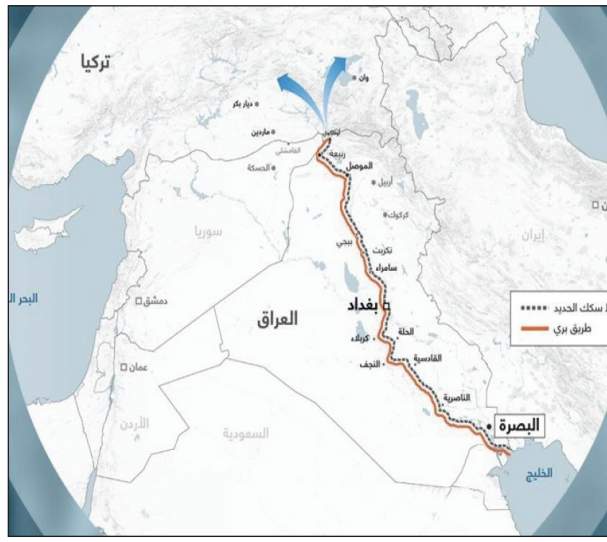 تركيا
وان
ديار بكر
ماردين
القامشلي
ربيعة
الموصل
الحسكة
أربيل
كركوك
سوريا
إيران
بيجي
تكريت
سامراء
دمشق
بغداد
العراق
البحر ال
ط سكك الحديد
طريق بري
الحلة
كربلاء
عمان
القادسية
النجف
الأردن
السعودية
الناصرية
البصرة
الخليج